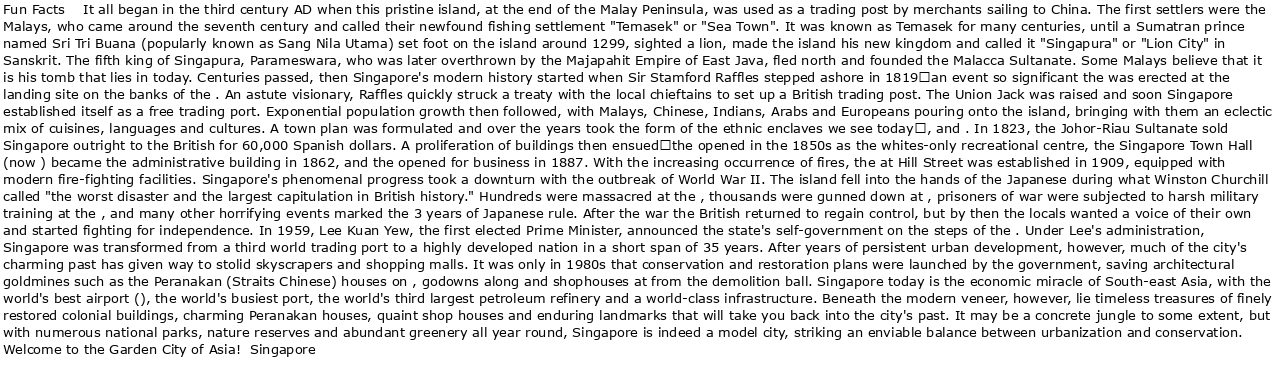 Fun Facts    It all began in the third century AD when this pristine island, at the end of the Malay Peninsula, was used as a trading post by merchants sailing to China. The first settlers were the
Malays, who came around the seventh century and called their newfound fishing settlement "Temasek" or "Sea Town". It was known as Temasek for many centuries, until a Sumatran prince
named Sri Tri Buana (popularly known as Sang Nila Utama) set foot on the island around 1299, sighted a lion, made the island his new kingdom and called it "Singapura" or "Lion City" in
Sanskrit. The fifth king of Singapura, Parameswara, who was later overthrown by the Majapahit Empire of East Java, fled north and founded the Malacca Sultanate. Some Malays believe that it
is his tomb that lies in today. Centuries passed, then Singapore's modern history started when Sir Stamford Raffles stepped ashore in 1819□an event so significant the was erected at the
landing site on the banks of the . An astute visionary, Raffles quickly struck a treaty with the local chieftains to set up a British trading post. The Union Jack was raised and soon Singapore
established itself as a free trading port. Exponential population growth then followed, with Malays, Chinese, Indians, Arabs and Europeans pouring onto the island, bringing with them an eclectic
mix of cuisines, languages and cultures. A town plan was formulated and over the years took the form of the ethnic enclaves we see today□, and . In 1823, the Johor-Riau Sultanate sold
Singapore outright to the British for 60,000 Spanish dollars. A proliferation of buildings then ensued□the opened in the 1850s as the whites-only recreational centre, the Singapore Town Hall
(now ) became the administrative building in 1862, and the opened for business in 1887. With the increasing occurrence of fires, the at Hill Street was established in 1909, equipped with
modern fire-fighting facilities. Singapore's phenomenal progress took a downturn with the outbreak of World War II. The island fell into the hands of the Japanese during what Winston Churchill
called "the worst disaster and the largest capitulation in British history." Hundreds were massacred at the , thousands were gunned down at , prisoners of war were subjected to harsh military
training at the , and many other horrifying events marked the 3 years of Japanese rule. After the war the British returned to regain control, but by then the locals wanted a voice of their own
and started fighting for independence. In 1959, Lee Kuan Yew, the first elected Prime Minister, announced the state's self-government on the steps of the . Under Lee's administration,
Singapore was transformed from a third world trading port to a highly developed nation in a short span of 35 years. After years of persistent urban development, however, much of the city's
charming past has given way to stolid skyscrapers and shopping malls. It was only in 1980s that conservation and restoration plans were launched by the government, saving architectural
goldmines such as the Peranakan (Straits Chinese) houses on , godowns along and shophouses at from the demolition ball. Singapore today is the economic miracle of South-east Asia, with the
world's best airport (), the world's busiest port, the world's third largest petroleum refinery and a world-class infrastructure. Beneath the modern veneer, however, lie timeless treasures of finely
restored colonial buildings, charming Peranakan houses, quaint shop houses and enduring landmarks that will take you back into the city's past. It may be a concrete jungle to some extent, but
with numerous national parks, nature reserves and abundant greenery all year round, Singapore is indeed a model city, striking an enviable balance between urbanization and conservation.
Welcome to the Garden City of Asia!  Singapore